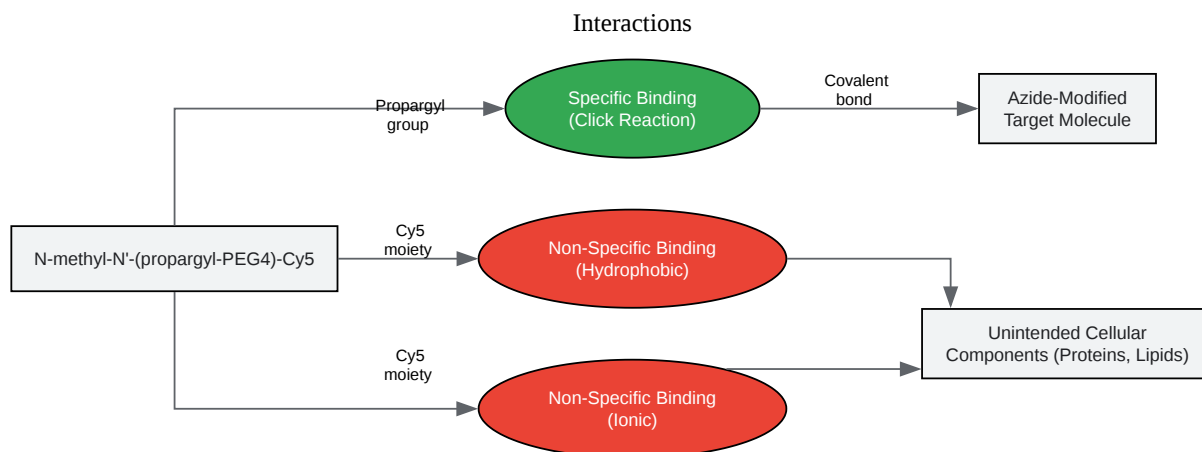 Interactions
Propargyl
group
Specific Binding
(Click Reaction)
Covalent
bond
Azide-Modified
Target Molecule
N-methyl-N'-(propargyl-PEG4)-Cy5
Cy5
moiety
Non-Specific Binding
(Hydrophobic)
Unintended Cellular
Components (Proteins, Lipids)
Cy5
moiety
Non-Specific Binding
(Ionic)